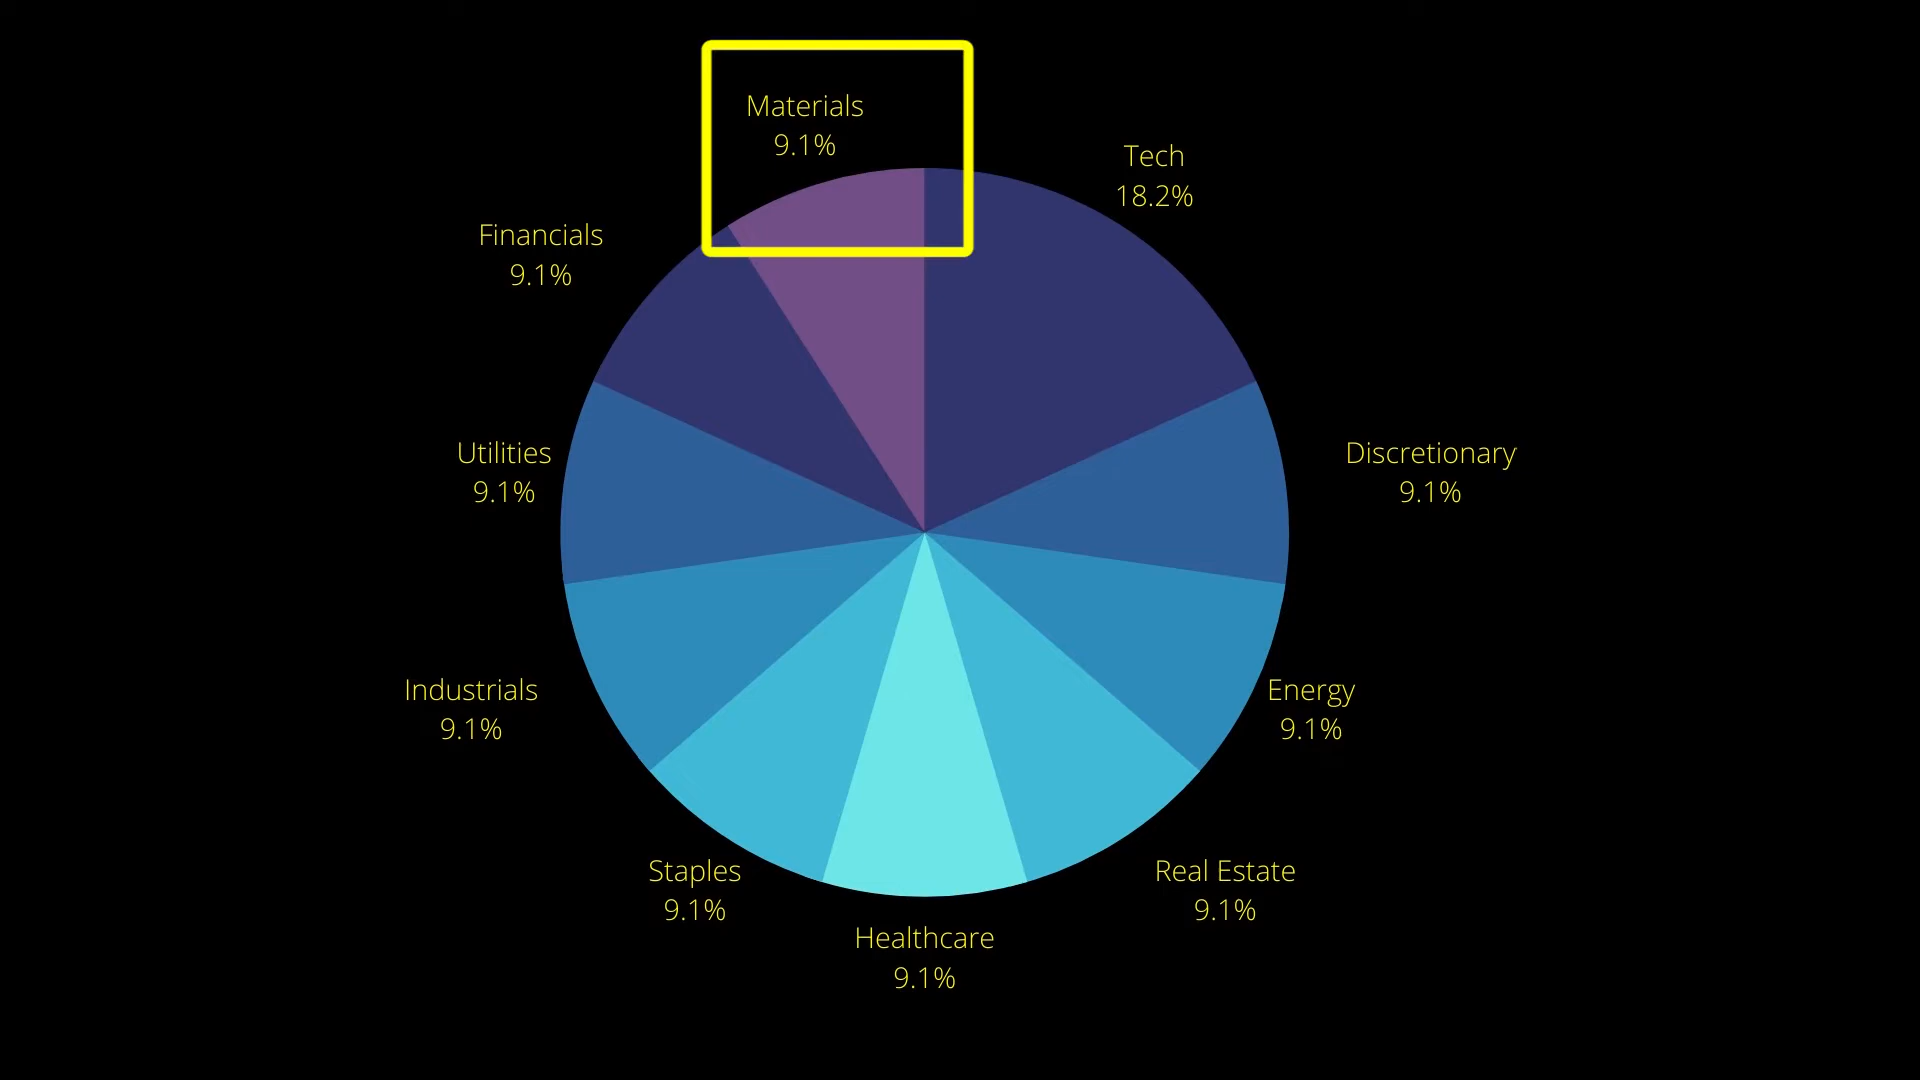 Materials
9.1%
Tech
18.2%
Financials
9.1%
Utilities
9.1%
Discretionary
9.1%
Industrials
9.1%
Energy
9.1%
Staples
9.1%
Real Estate
9.1%
Healthcare
9.1%